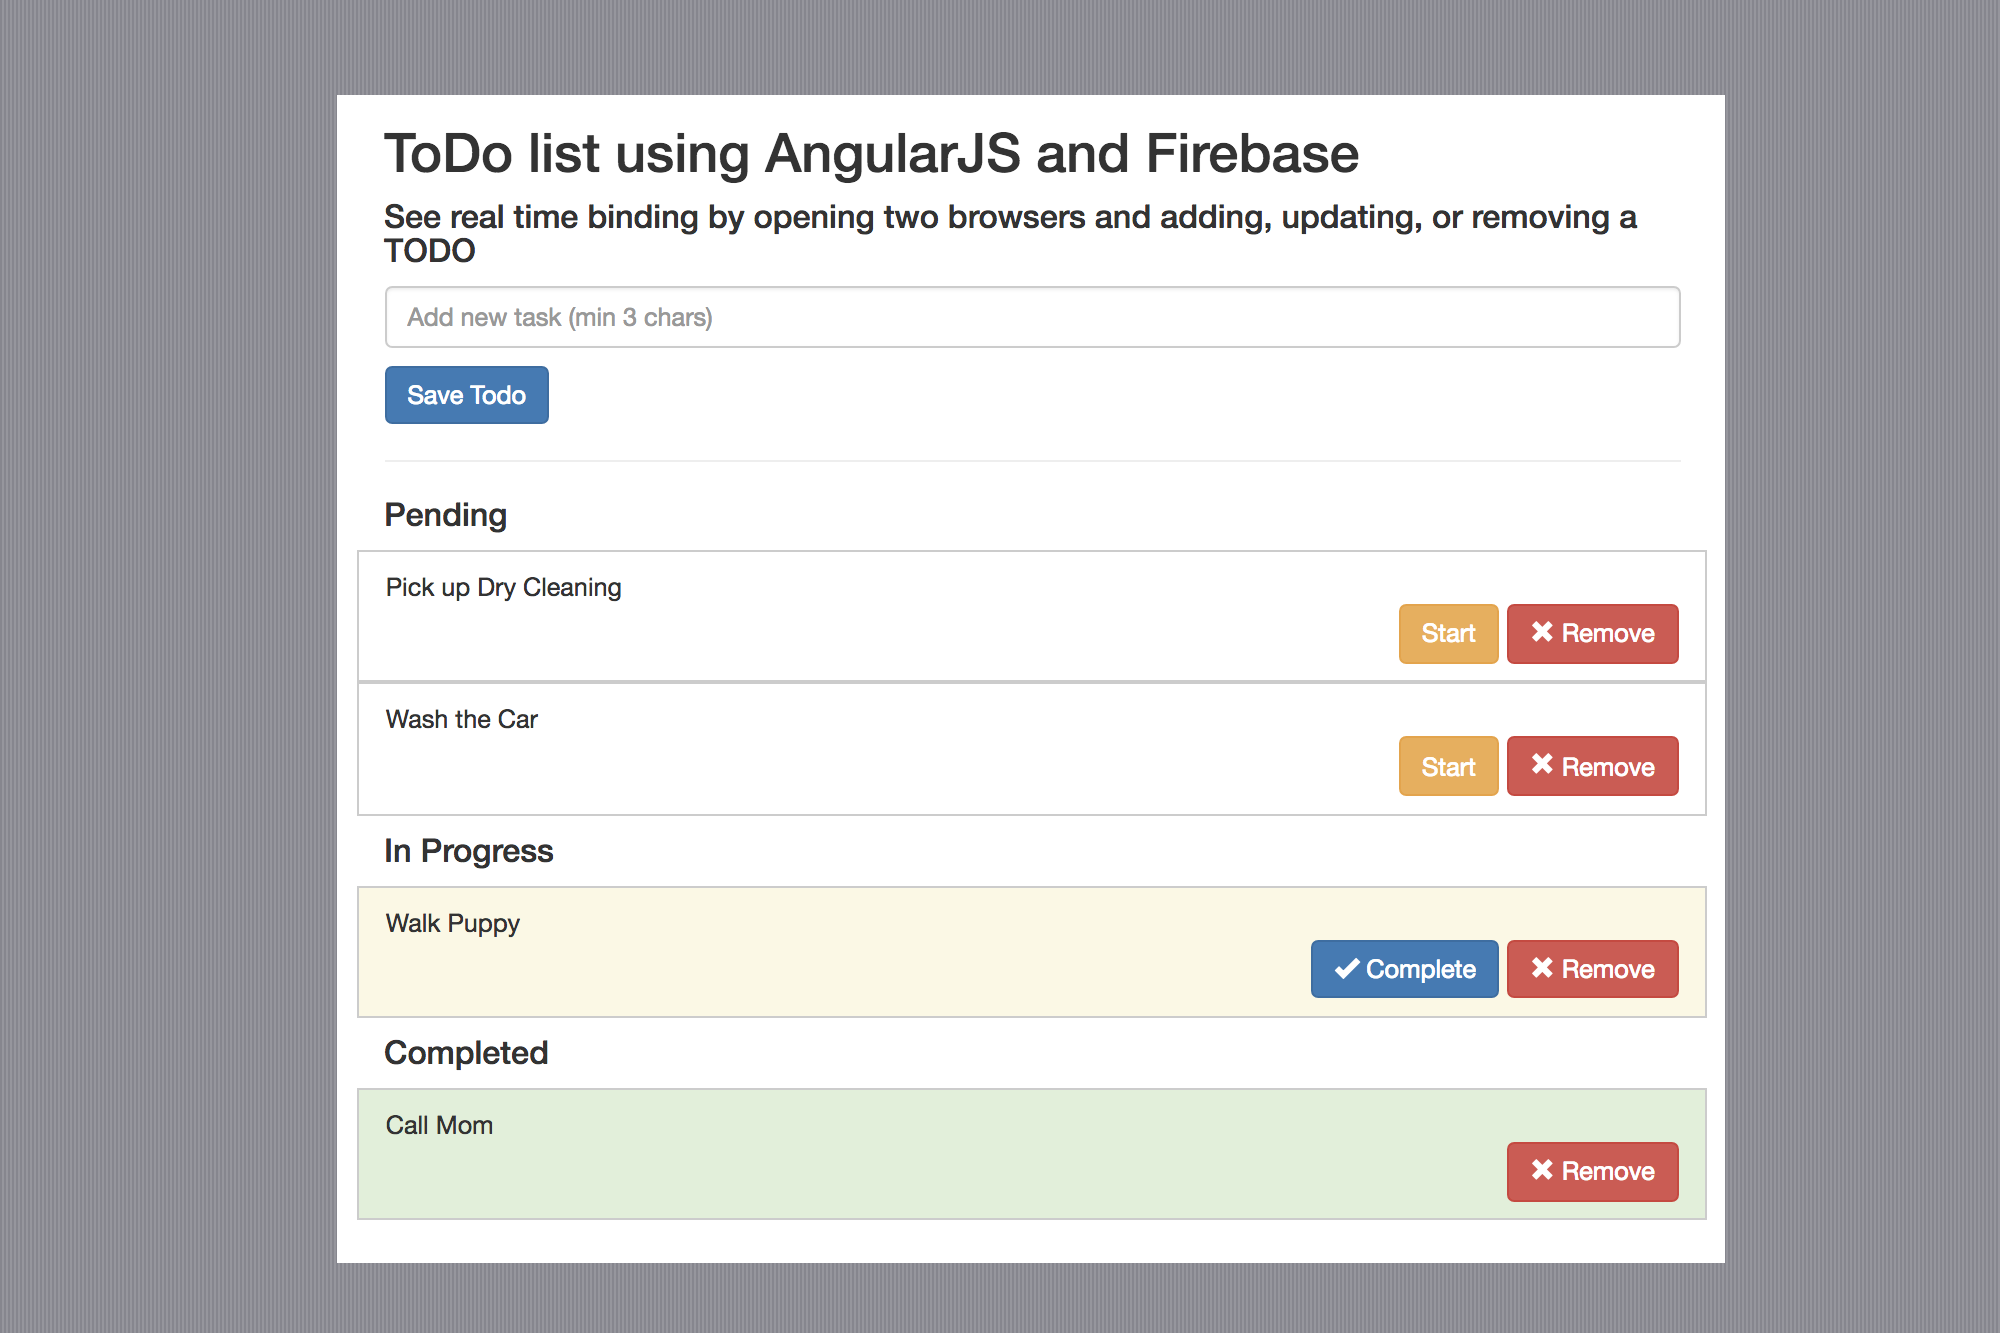 ToDo list using AngularJS and Firebase
See real time binding by opening two browsers and adding, updating, or removing a
TODO
Add new task (min 3 chars)
Save Todo
Pending
Pick up Dry Cleaning
Start
Remove
Wash the Car
Start
Remove
In Progress
Walk Puppy
Complete
Remove
Completed
Call Mom
Remove